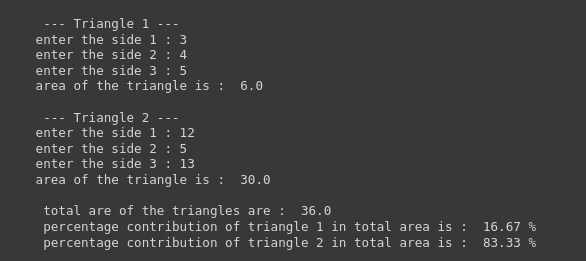 --- Triangle 1 ---
enter the side 1 : 3
enter the side 2 : 4
enter the side 3 : 5
area of the triangle is :  6.0
--- Triangle 2 ---
enter the side 1 : 12
enter the side 2 : 5
enter the side 3 : 13
area of the triangle is :  30.0
total are of the triangles are :  36.0
percentage contribution of triangle 1 in total area is :  16.67 %
percentage contribution of triangle 2 in total area is :  83.33 %